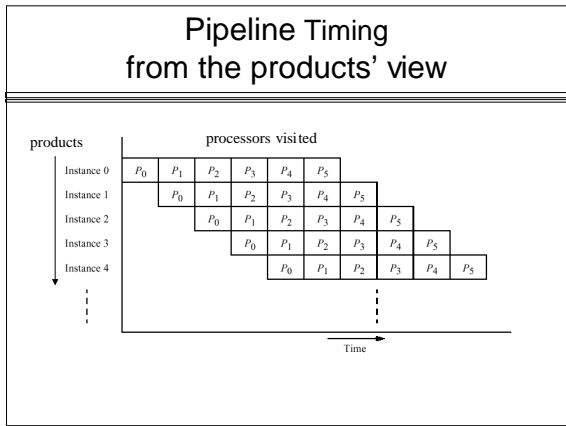 Pipeline Timing
from the products' view
products
processors visited
Instance 0 P0 P1 P2 P3 P4 P5
Instance 1 P0 P1 P2 P3 P4 P5
Instance 2 P0 P1 P2 P3 P4 P5
Instance 3 P0 P1 P2 P3 P4 P5
Instance 4 P0 P1 P2 P3 P4 P5
Time